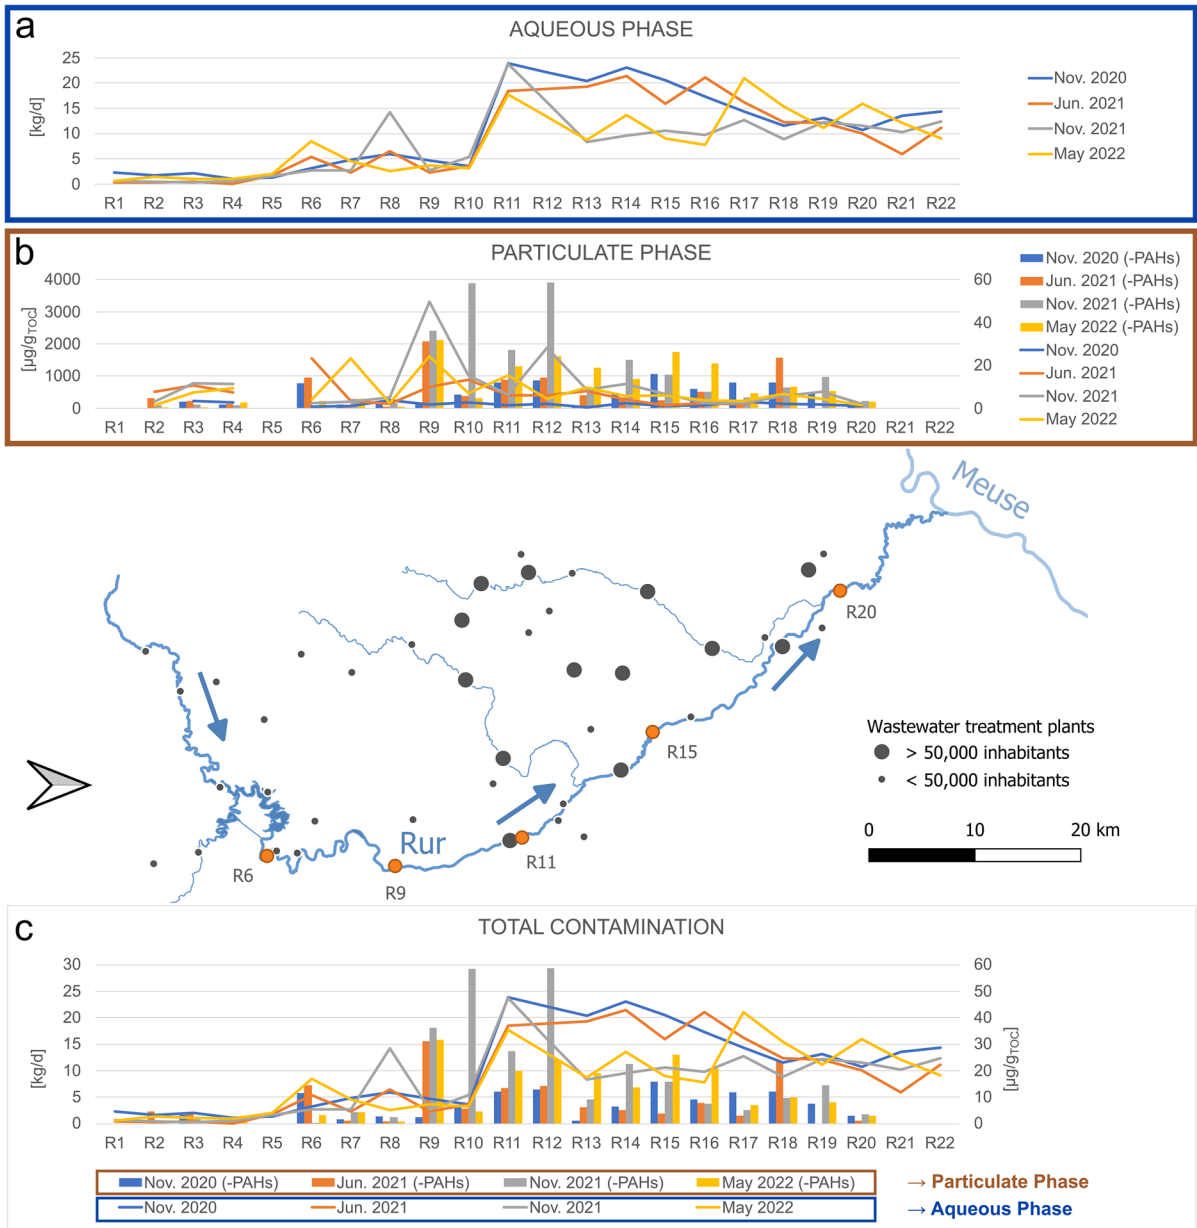 a
AQUEOUS PHASE
25
20
15
10
5
0
[kg/d]
R1 R2 R3 R4 R5 R6 R7 R8 R9 R10 R11 R12 R13 R14 R15 R16 R17 R18 R19 R20 R21 R22
Nov. 2020
Jun. 2021
Nov. 2021
May 2022
b
PARTICULATE PHASE
4000
3000
2000
1000
0
[µg/gTOC]
60
40
20
0
R1 R2 R3 R4 R5 R6 R7 R8 R9 R10 R11 R12 R13 R14 R15 R16 R17 R18 R19 R20 R21 R22
Nov. 2020 (-PAHs)
Jun. 2021 (-PAHs)
Nov. 2021 (-PAHs)
May 2022 (-PAHs)
Nov. 2020
Jun. 2021
Nov. 2021
May 2022
Meuse
R20
R15
Rur
R11
R6
R9
Wastewater treatment plants
> 50,000 inhabitants
< 50,000 inhabitants
0 10 20 km
c
TOTAL CONTAMINATION
30
25
20
15
10
5
0
[kg/d]
60
50
40
30
20
10
0
[µg/gTOC]
R1 R2 R3 R4 R5 R6 R7 R8 R9 R10 R11 R12 R13 R14 R15 R16 R17 R18 R19 R20 R21 R22
Nov. 2020 (-PAHs) Jun. 2021 (-PAHs) Nov. 2021 (-PAHs) May 2022 (-PAHs) → Particulate Phase
Nov. 2020 Jun. 2021 Nov. 2021 May 2022 → Aqueous Phase